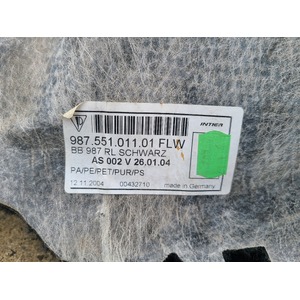 INTIER
987.551.011.01 FLW
BB 987 RL SCHWARZ
AS 002 V 26.01.04
PA/PE/PET/PUR/PS
12.11.2004 00432710 made in Germany